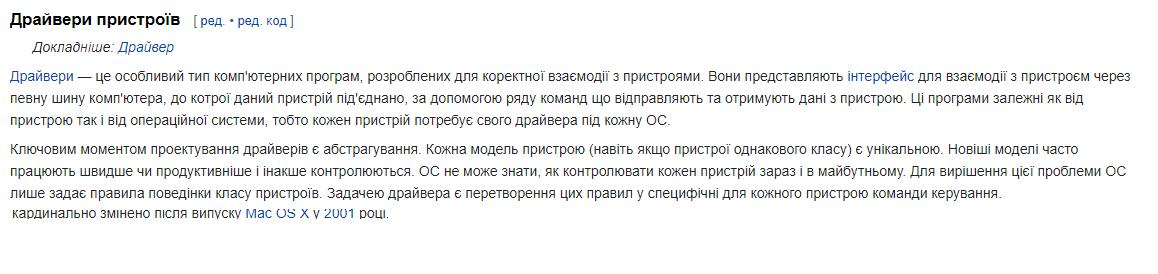 Драйвери пристроїв [ ред. • ред. код ]
Докладніше: Драйвер
Драйвери — це особливий тип комп'ютерних програм, розроблених для коректної взаємодії з пристроями. Вони представляють інтерфейс для взаємодії з пристроєм через
певну шину комп'ютера, до котрої даний пристрій під'єднано, за допомогою ряду команд що відправляють та отримують дані з пристрою. Ці програми залежні як від
пристрою так і від операційної системи, тобто кожен пристрій потребує свого драйвера під кожну ОС.
Ключовим моментом проектування драйверів є абстрагування. Кожна модель пристрою (навіть якщо пристрої однакового класу) є унікальною. Новіші моделі часто
працюють швидше чи продуктивніше і інакше контролюються. ОС не може знати, як контролювати кожен пристрій зараз і в майбутньому. Для вирішення цієї проблеми ОС
лише задає правила поведінки класу пристроїв. Задачею драйвера є перетворення цих правил у специфічні для кожного пристрою команди керування.
кардинально змінено після випуску Mac OS X у 2001 році.